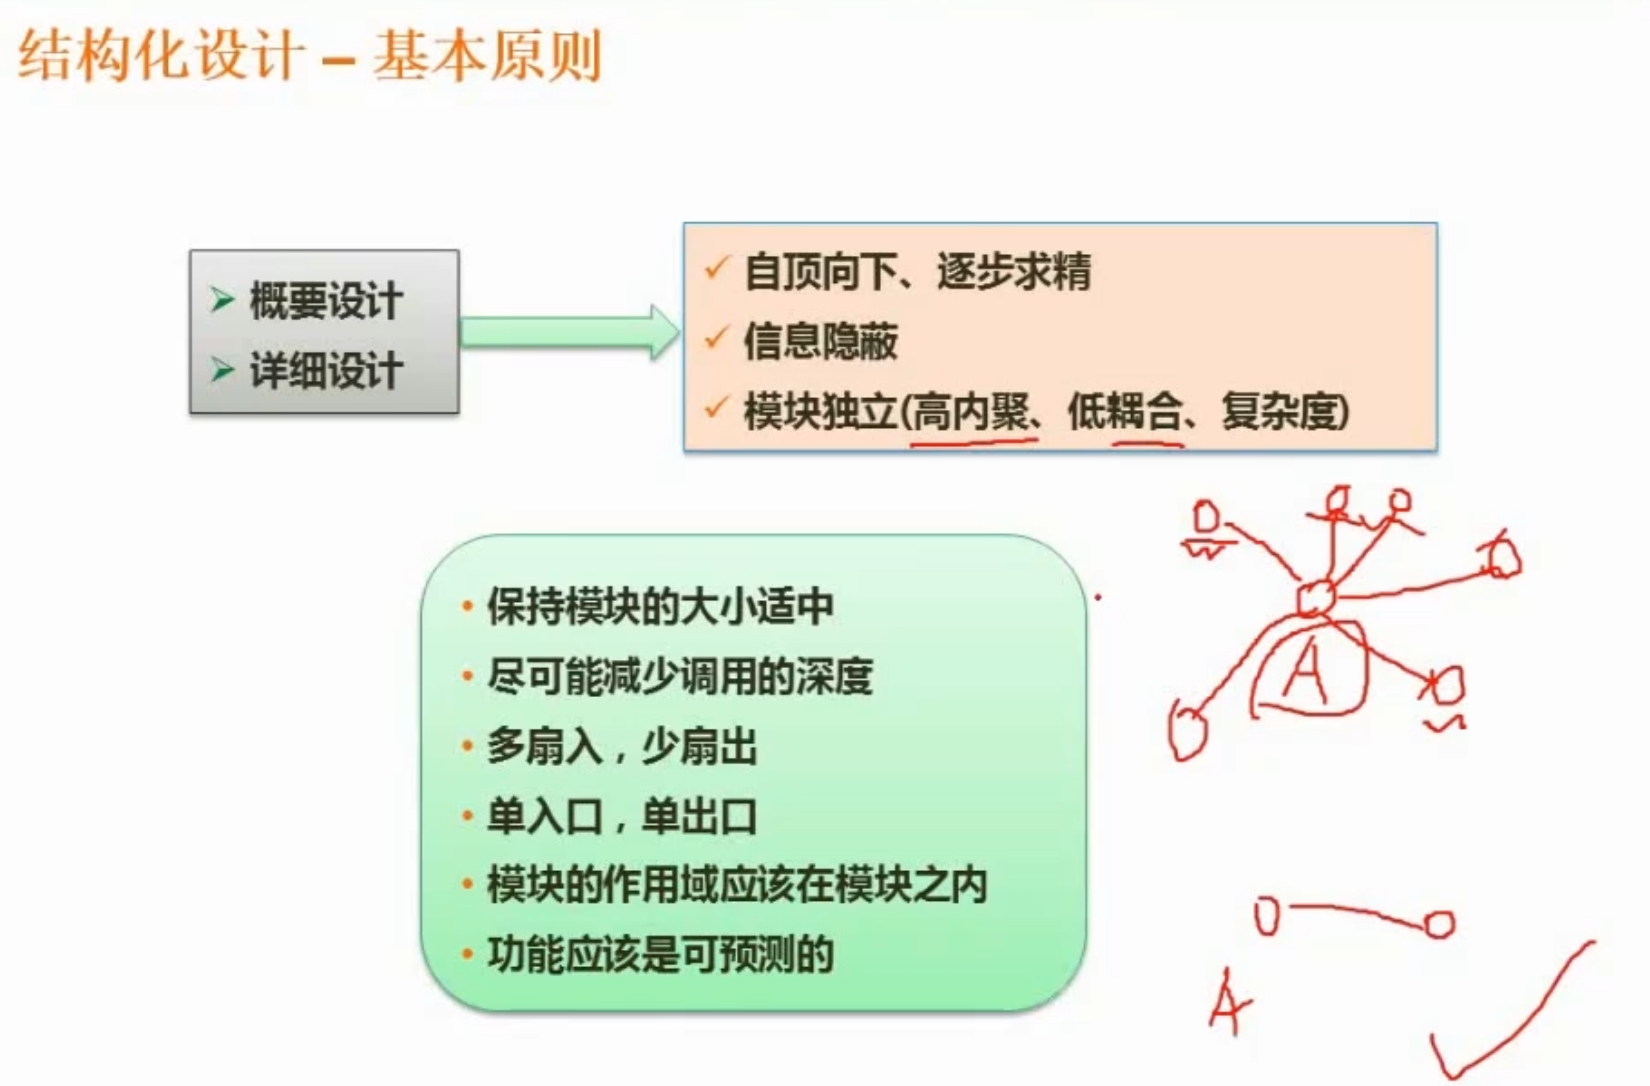 结构化设计 – 基本原则
概要设计
详细设计
自顶向下、逐步求精
信息隐蔽
模块独立(高内聚、低耦合、复杂度)
保持模块的大小适中
尽可能减少调用的深度
多扇入，少扇出
单入口，单出口
模块的作用域应该在模块之内
功能应该是可预测的
A
A